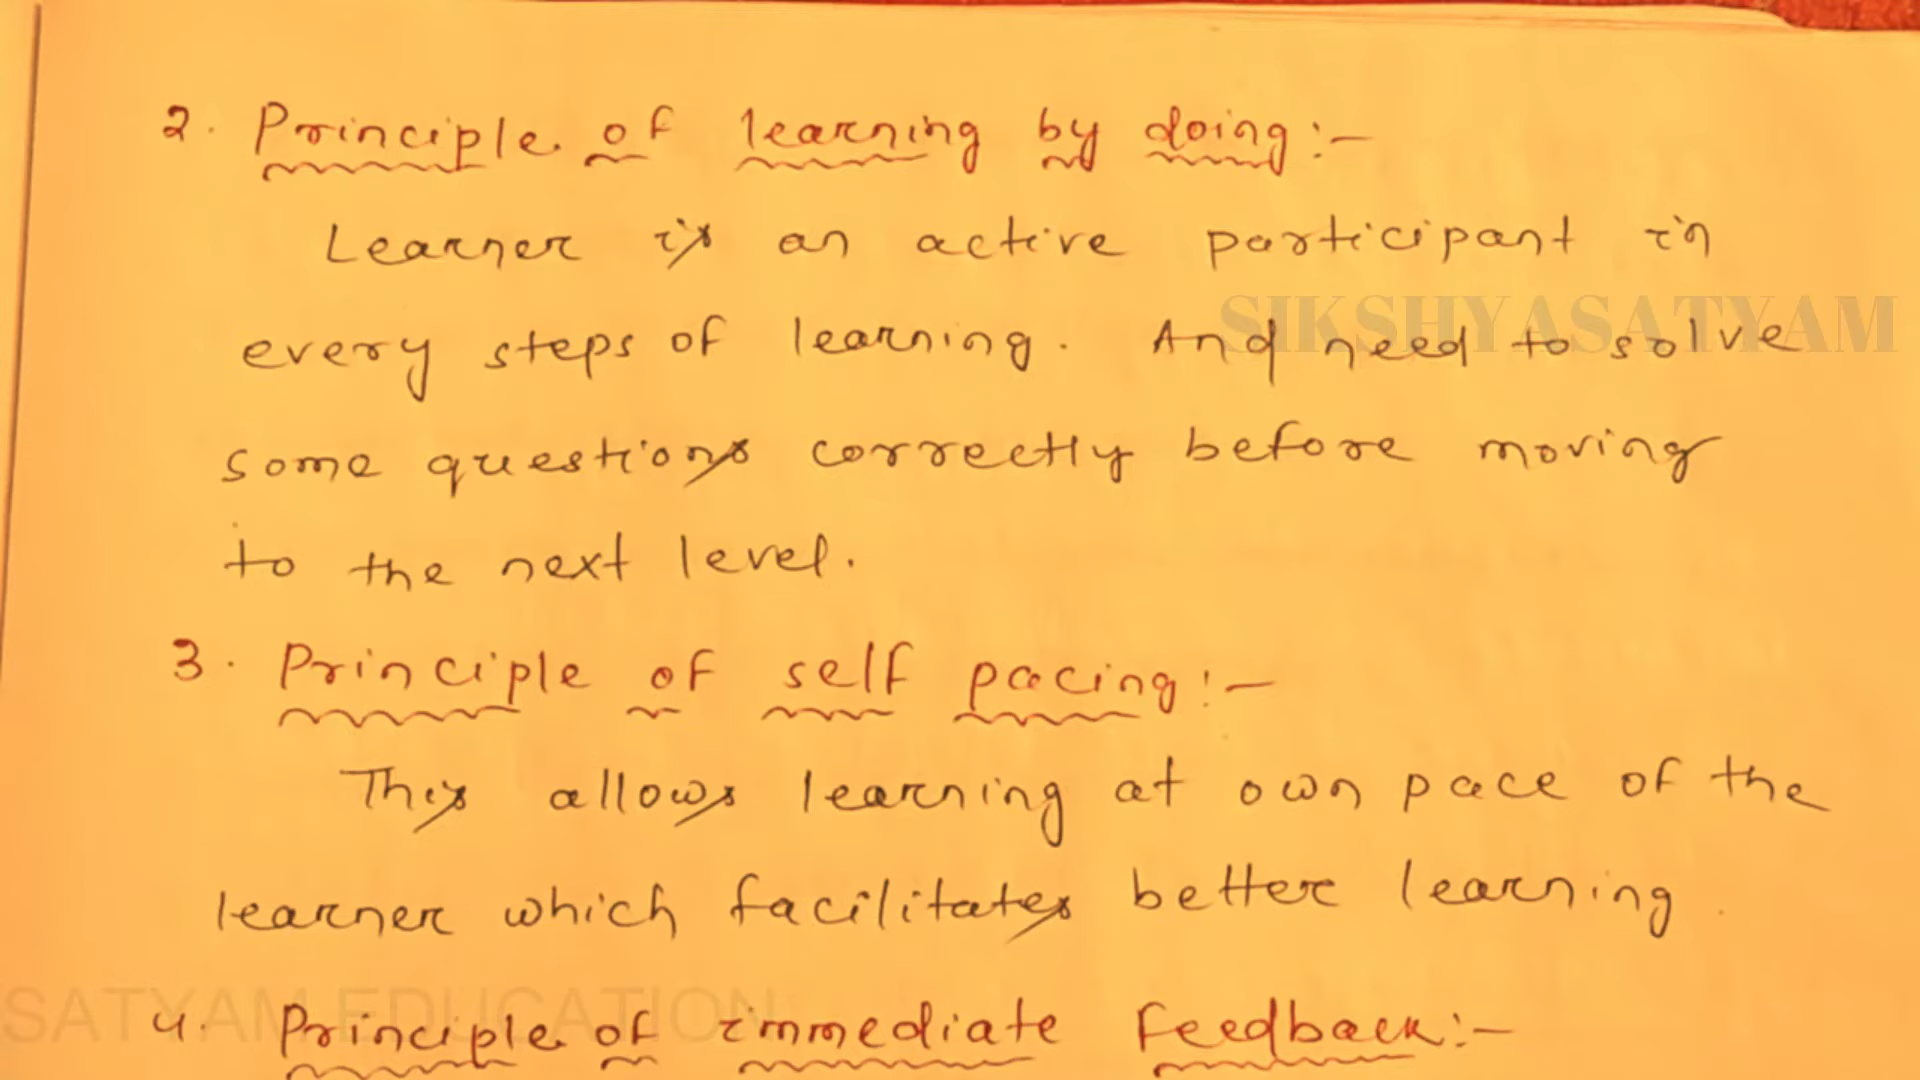 2. Principle of learning by doing:-
Learner is an active participant in
SIKSHYASATYAM
every steps of learning. And need to solve
some questions correctly before moving
to the next level.
3. Principle of self pacing:-
This allows learning at own pace of the
learner which facilitates better learning.
SATYAM EDUCATION
4. Principle of immediate Feedback:-